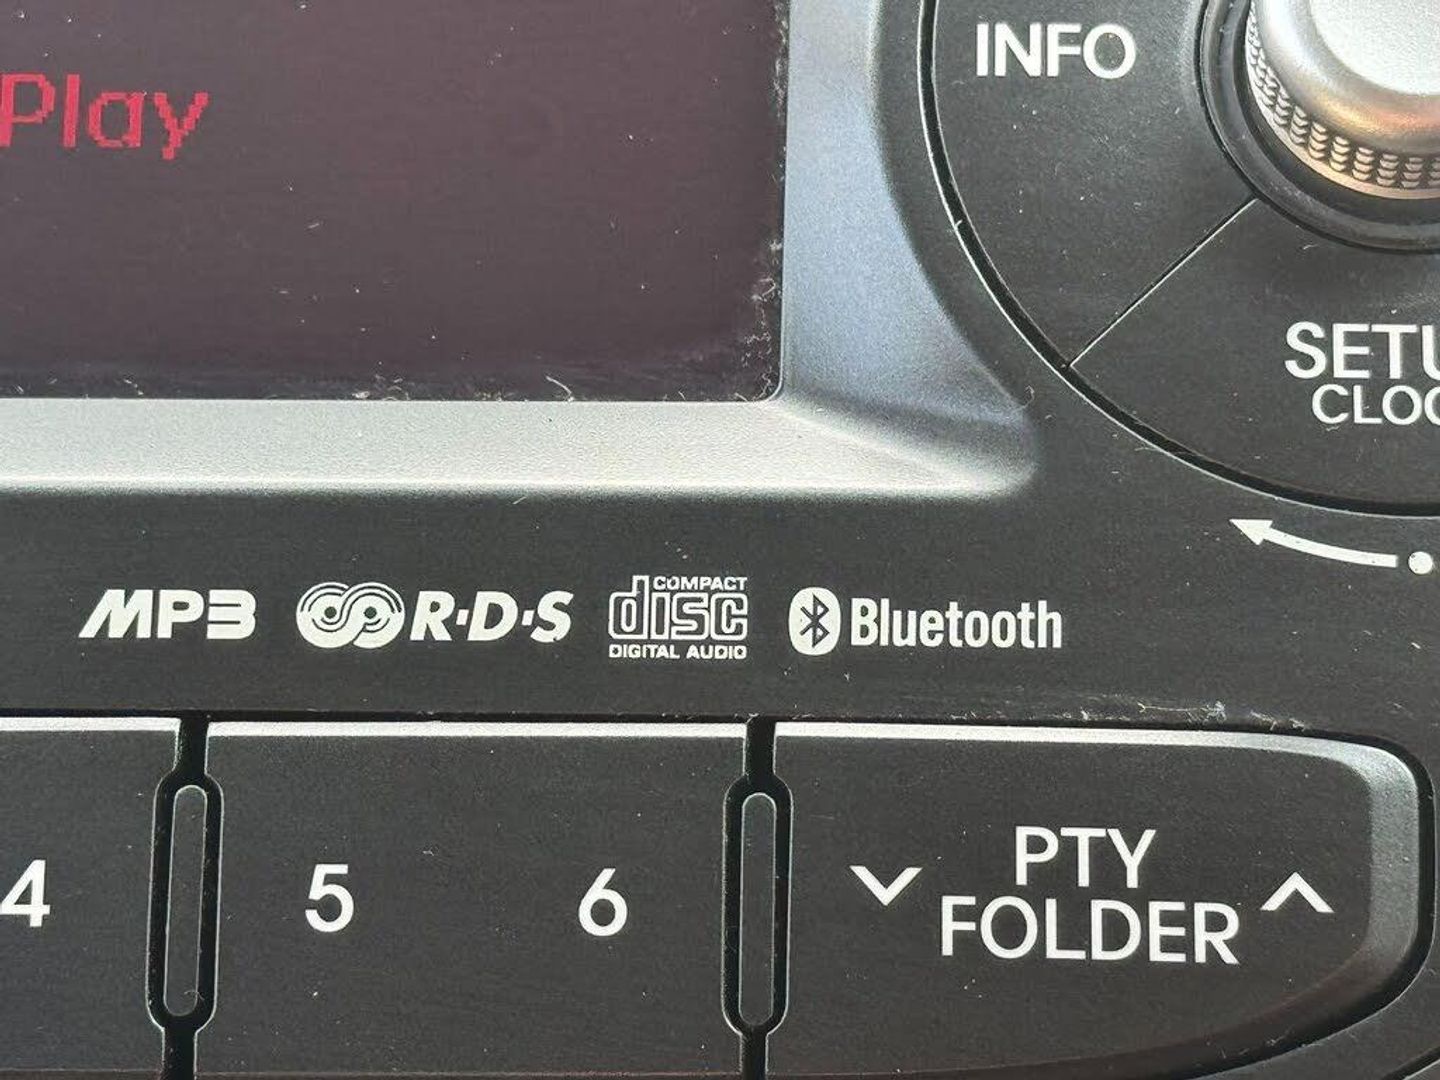 Play
INFO
SETU
CLOC
MP3 R·D·S COMPACT disc DIGITAL AUDIO Bluetooth
4 5 6
PTY
FOLDER